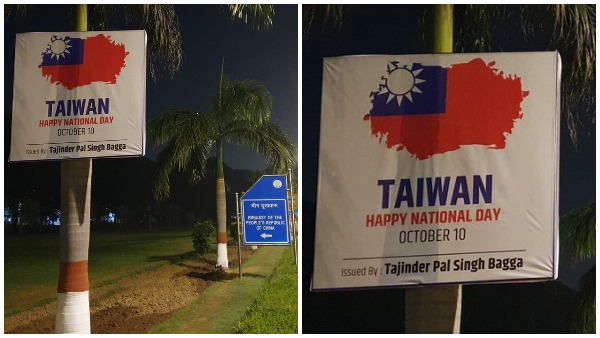 TAIWAN
HAPPY NATIONAL DAY
OCTOBER 10
Issued By : Tajinder Pal Singh Bagga
चीन दूतावास
EMBASSY OF THE
PEOPLE'S REPUBLIC
OF CHINA
TAIWAN
HAPPY NATIONAL DAY
OCTOBER 10
Issued By : Tajinder Pal Singh Bagga